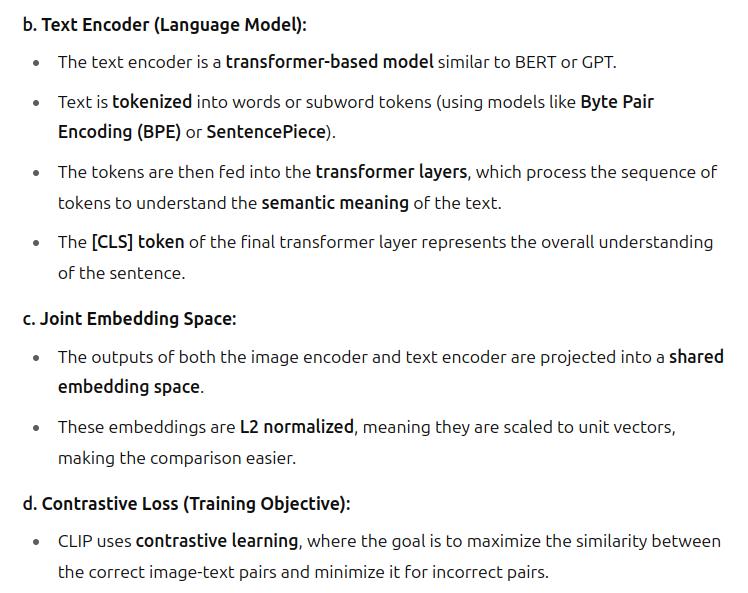 b. Text Encoder (Language Model):
• The text encoder is a transformer-based model similar to BERT or GPT.
• Text is tokenized into words or subword tokens (using models like Byte Pair
Encoding (BPE) or SentencePiece).
• The tokens are then fed into the transformer layers, which process the sequence of
tokens to understand the semantic meaning of the text.
• The [CLS] token of the final transformer layer represents the overall understanding
of the sentence.
c. Joint Embedding Space:
• The outputs of both the image encoder and text encoder are projected into a shared
embedding space.
• These embeddings are L2 normalized, meaning they are scaled to unit vectors,
making the comparison easier.
d. Contrastive Loss (Training Objective):
• CLIP uses contrastive learning, where the goal is to maximize the similarity between
the correct image-text pairs and minimize it for incorrect pairs.